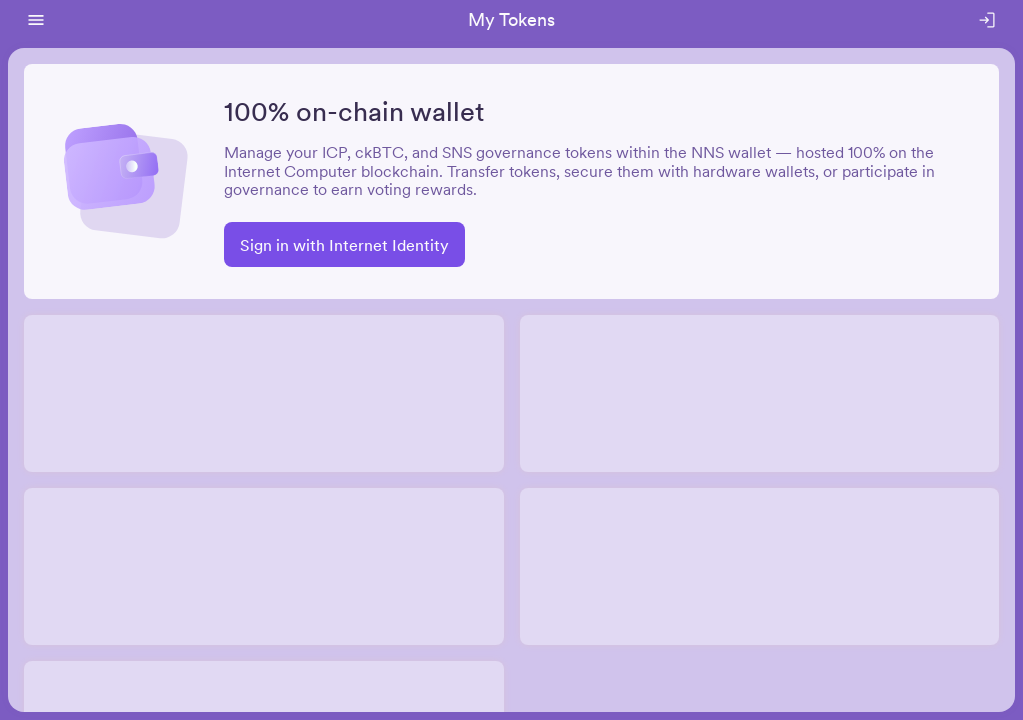 My Tokens
100% on-chain wallet
Manage your ICP, ckBTC, and SNS governance tokens within the NNS wallet — hosted 100% on the
Internet Computer blockchain. Transfer tokens, secure them with hardware wallets, or participate in
governance to earn voting rewards.
Sign in with Internet Identity